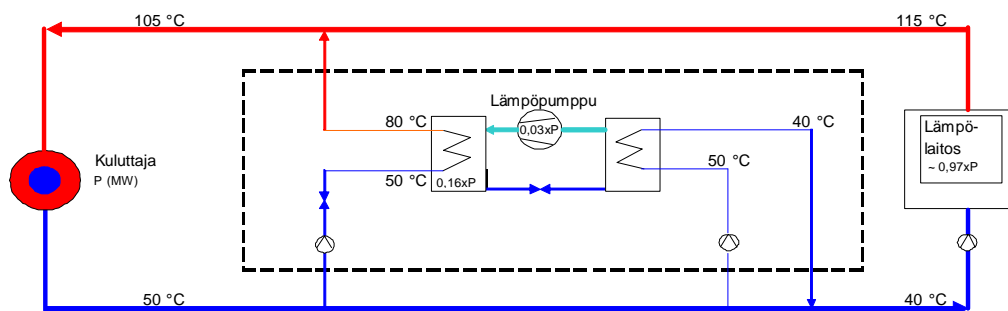 105 °C
115 °C
Lämpöpumppu
80 °C
0,03xP
40 °C
Lämpö-
laitos
~ 0,97xP
Kuluttaja
P (MW)
50 °C
0,16xP
50 °C
50 °C
40 °C